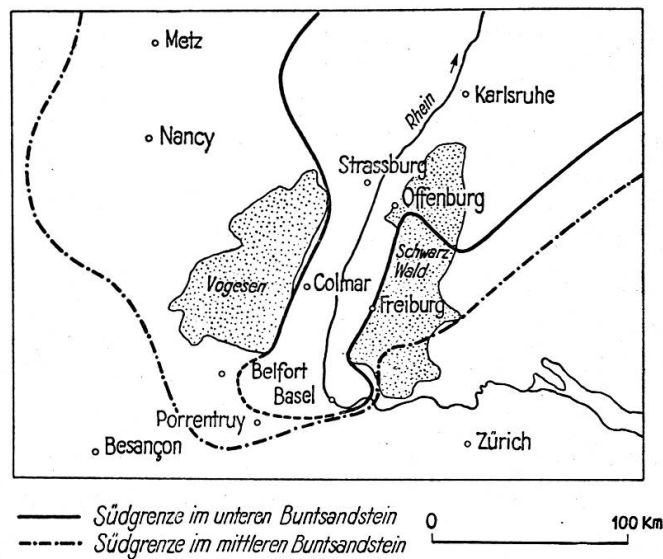 Metz
Karlsruhe
Rhein
Nancy
Strassburg
Offenburg
Schwarz
Wald
Vogesen
Colmar
Freiburg
Belfort
Basel
Porrentruy
Besançon
Zürich
Südgrenze im unteren Buntsandstein
0 100 Km
Südgrenze im mittleren Buntsandstein